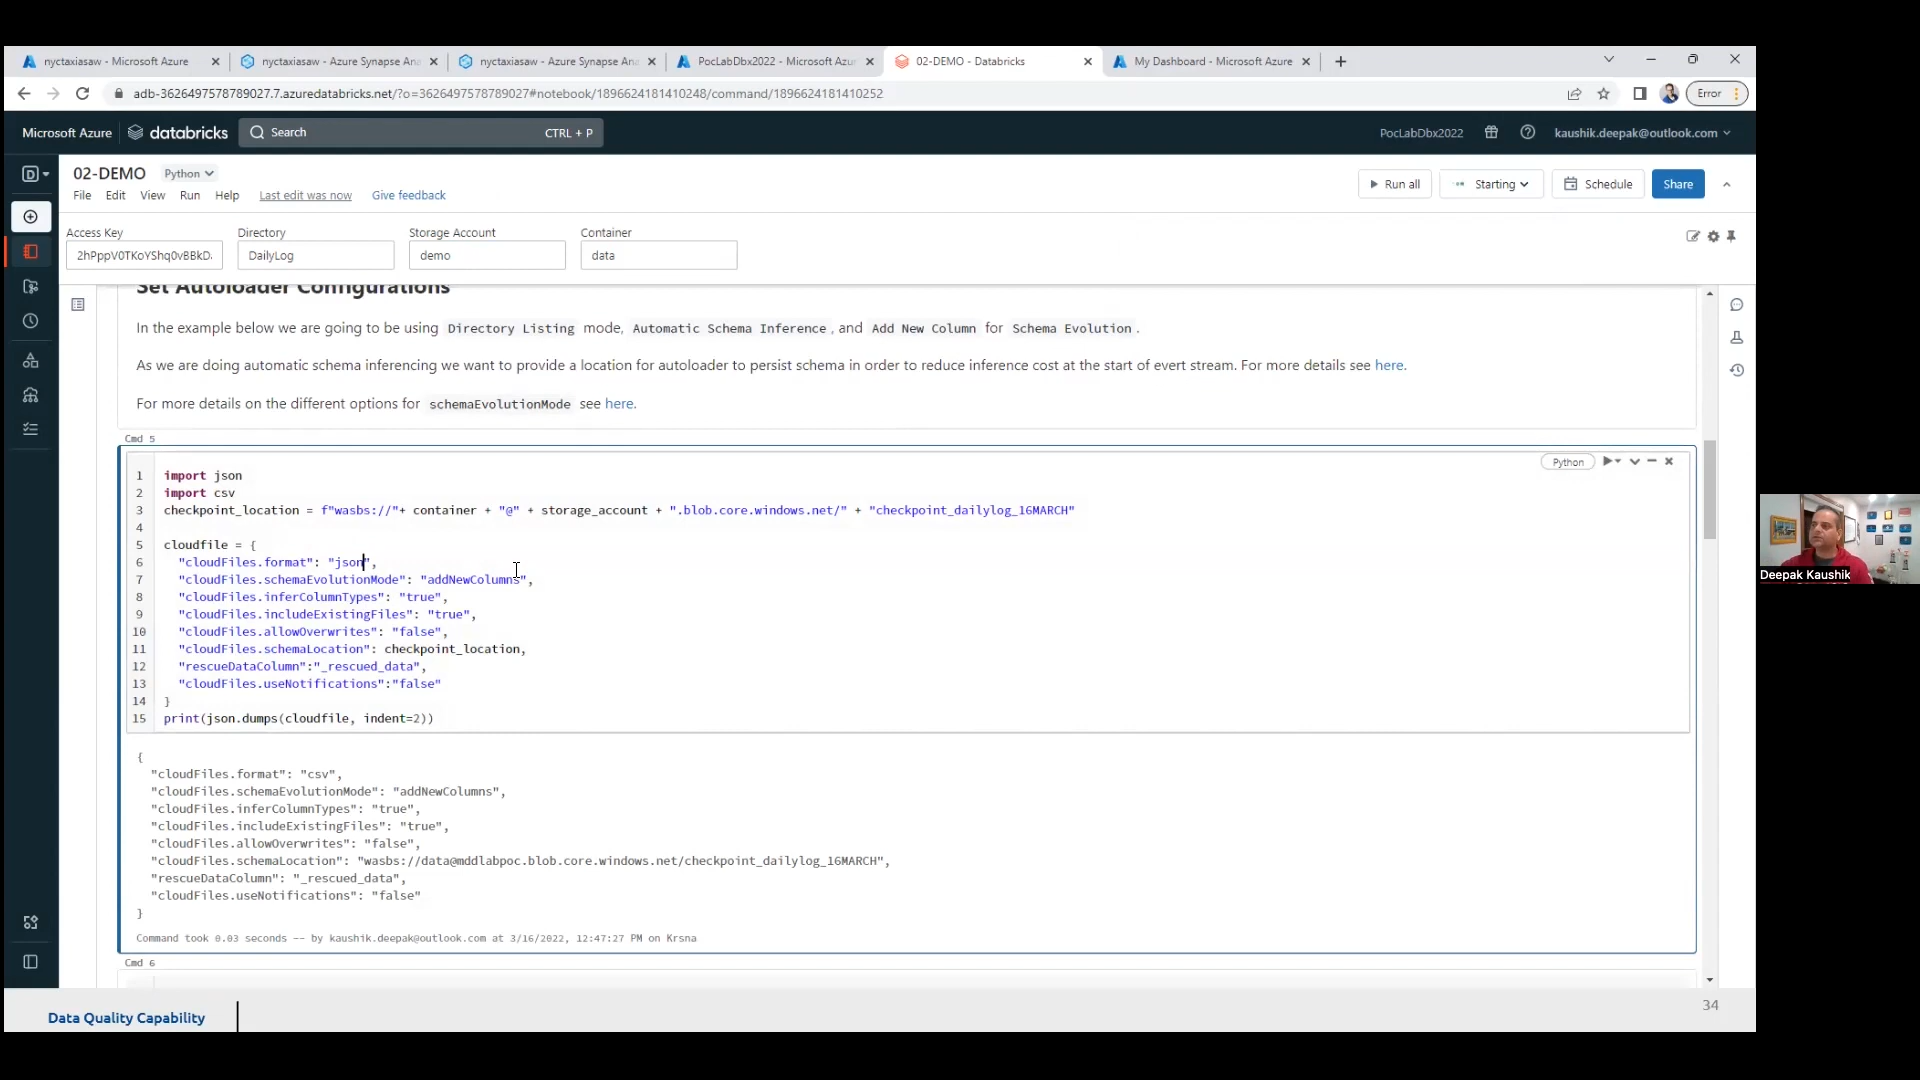 nyctaxiasaw - Microsoft Azure
nyctaxiasaw - Azure Synapse Ana
nyctaxiasaw - Azure Synapse Ana
PocLabDbx2022 - Microsoft Azure
02-DEMO - Databricks
My Dashboard - Microsoft Azure
adb-3626497578789027.7.azuredatabricks.net/?o=3626497578789027#notebook/1896624181410248/command/1896624181410252
Error
Microsoft Azure
databricks
Search
CTRL + P
PocLabDbx2022
kaushik.deepak@outlook.com
D
02-DEMO
Python
File Edit View Run Help Last edit was now Give feedback
Run all
Starting
Schedule
Share
Access Key
Directory
Storage Account
Container
2hPppV0TKoYShq0vBBkD.
DailyLog
demo
data
Set Autoloader Configurations
In the example below we are going to be using Directory Listing mode, Automatic Schema Inference, and Add New Column for Schema Evolution.
As we are doing automatic schema inferencing we want to provide a location for autoloader to persist schema in order to reduce inference cost at the start of evert stream. For more details see here.
For more details on the different options for schemaEvolutionMode see here.
Cmd 5
Python
1 import json
2 import csv
3 checkpoint_location = f"wasbs://"+ container + "@" + storage_account + ".blob.core.windows.net/" + "checkpoint_dailylog_16MARCH"
4
5 cloudfile = {
6 "cloudFiles.format": "json",
7 "cloudFiles.schemaEvolutionMode": "addNewColumns",
8 "cloudFiles.inferColumnTypes": "true",
9 "cloudFiles.includeExistingFiles": "true",
10 "cloudFiles.allowOverwrites": "false",
11 "cloudFiles.schemaLocation": checkpoint_location,
12 "rescueDataColumn":"_rescued_data",
13 "cloudFiles.useNotifications":"false"
14 }
15 print(json.dumps(cloudfile, indent=2))
{
"cloudFiles.format": "csv",
"cloudFiles.schemaEvolutionMode": "addNewColumns",
"cloudFiles.inferColumnTypes": "true",
"cloudFiles.includeExistingFiles": "true",
"cloudFiles.allowOverwrites": "false",
"cloudFiles.schemaLocation": "wasbs://data@mddlabpoc.blob.core.windows.net/checkpoint_dailylog_16MARCH",
"rescueDataColumn": "_rescued_data",
"cloudFiles.useNotifications": "false"
}
Command took 0.03 seconds -- by kaushik.deepak@outlook.com at 3/16/2022, 12:47:27 PM on Krsna
Cmd 6
Data Quality Capability
34
Deepak Kaushik